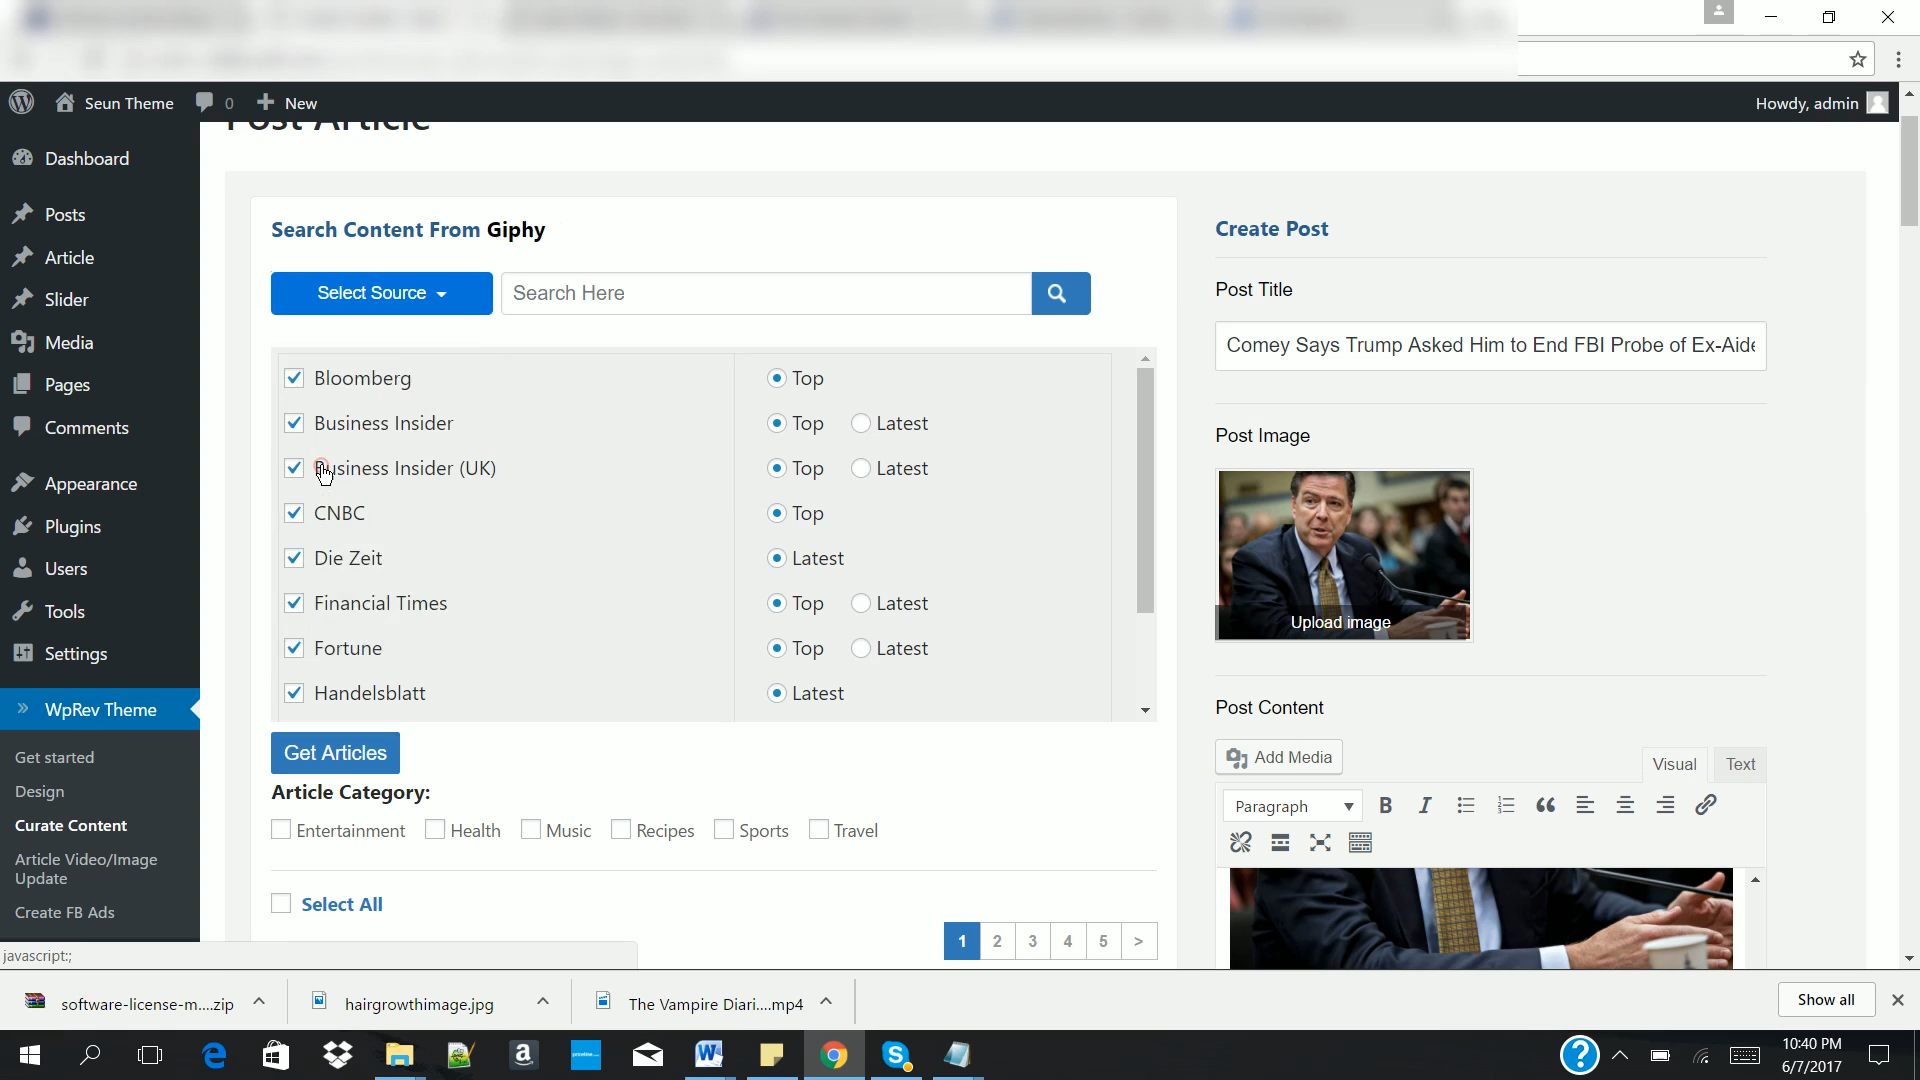 Seun Theme 0 New Howdy, admin
Post Article
Dashboard
Posts
Article
Slider
Media
Pages
Comments
Appearance
Plugins
Users
Tools
Settings
WpRev Theme
Get started
Design
Curate Content
Article Video/Image
Update
Create FB Ads
javascript:;
Search Content From Giphy
Select Source Search Here
Bloomberg Top
Business Insider Top Latest
Business Insider (UK) Top Latest
CNBC Top
Die Zeit Latest
Financial Times Top Latest
Fortune Top Latest
Handelsblatt Latest
Get Articles
Article Category:
Entertainment Health Music Recipes Sports Travel
Select All
1 2 3 4 5 >
Create Post
Post Title
Comey Says Trump Asked Him to End FBI Probe of Ex-Aide
Post Image
Upload image
Post Content
Add Media Visual Text
Paragraph B I
software-license-m....zip hairgrowthimage.jpg The Vampire Diari....mp4 Show all
10:40 PM
6/7/2017